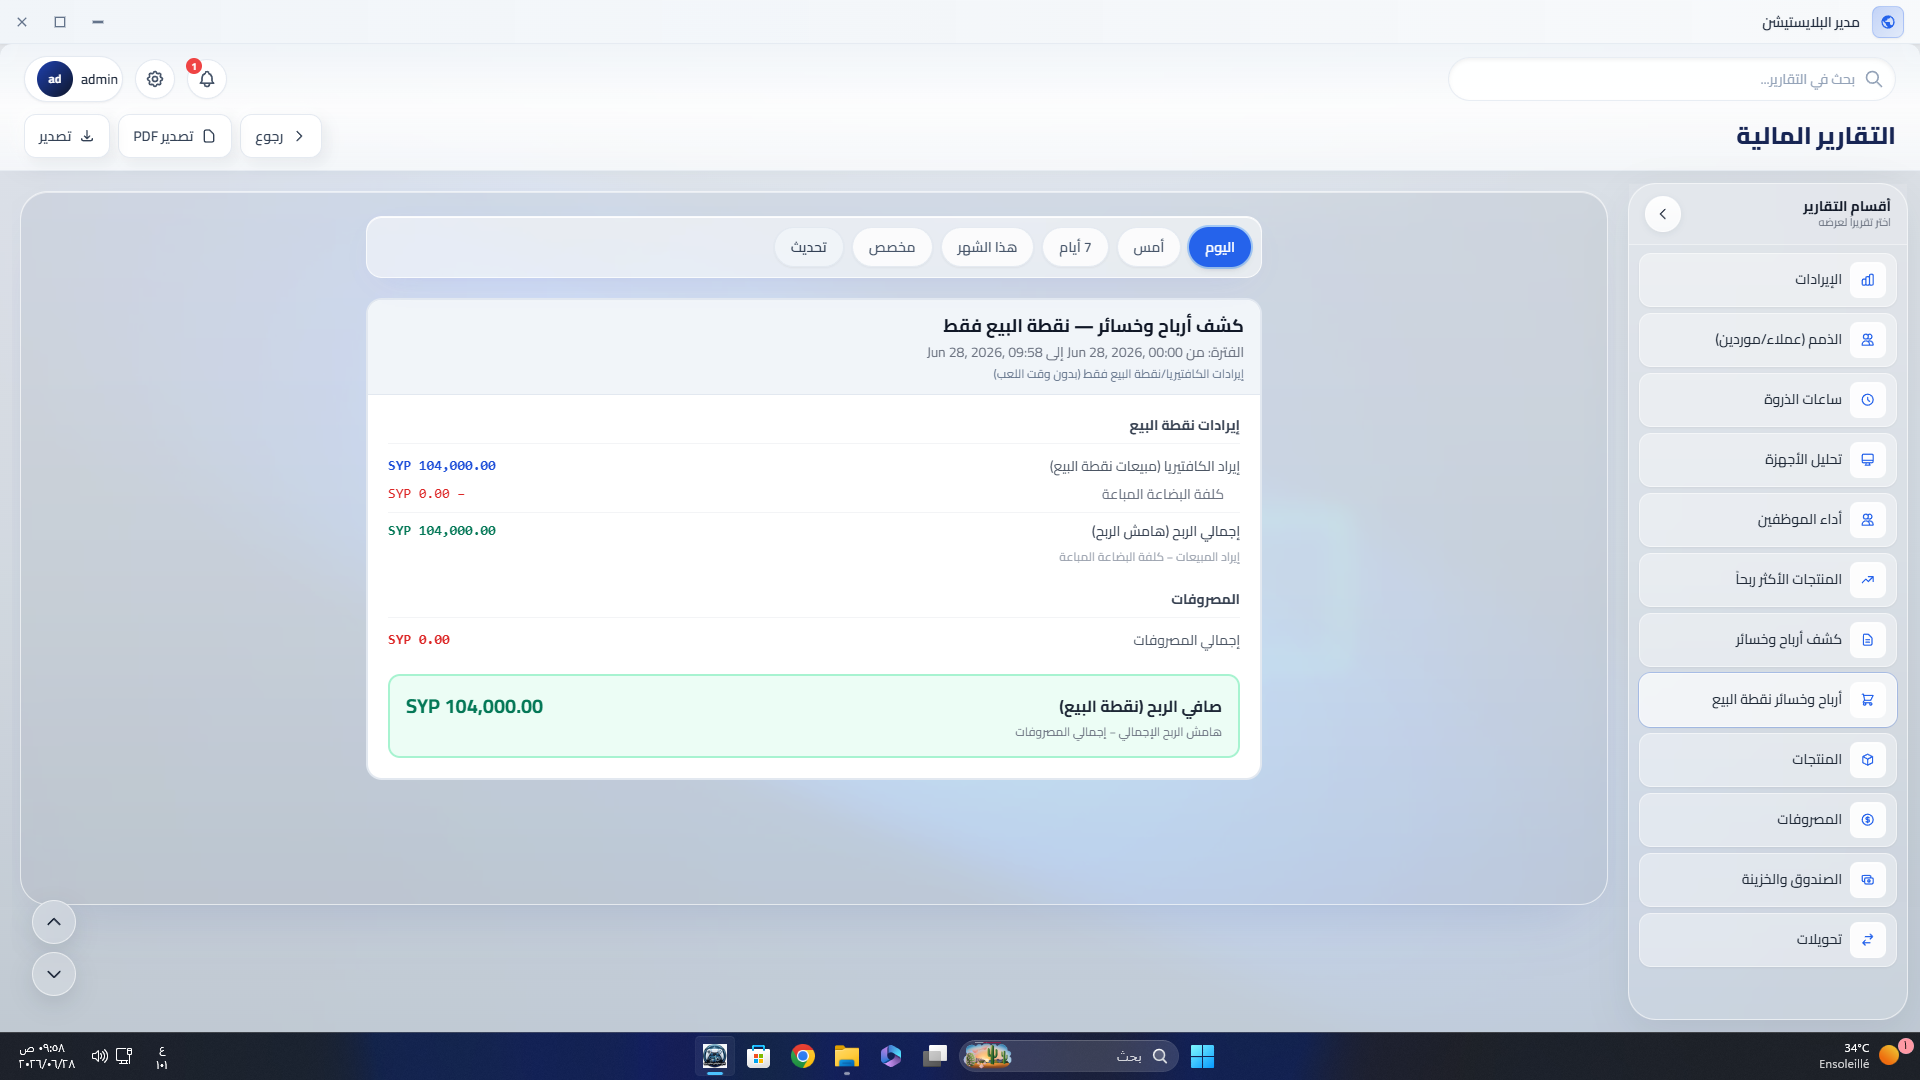 مدير البلايستيشن
بحث في التقارير...
1
admin
ad
التقارير المالية
رجوع
تصدير PDF
تصدير
أقسام التقارير
اختر تقريرا لعرضه
الإيرادات
الذمم (عملاء/موردين)
ساعات الذروة
تحليل الأجهزة
أداء الموظفين
المنتجات الأكثر ربحاً
كشف أرباح وخسائر
أرباح وخسائر نقطة البيع
المنتجات
المصروفات
الصندوق والخزينة
تحويلات
اليوم
أمس
7 أيام
هذا الشهر
مخصص
تحديث
كشف أرباح وخسائر — نقطة البيع فقط
الفترة: من Jun 28, 2026, 00:00 إلى Jun 28, 2026, 09:58
إيرادات الكافتيريا/نقطة البيع فقط (بدون وقت اللعب)
إيرادات نقطة البيع
إيراد الكافتيريا (مبيعات نقطة البيع) SYP 104,000.00
كلفة البضاعة المباعة SYP 0.00 −
إجمالي الربح (هامش الربح) SYP 104,000.00
إيراد المبيعات − كلفة البضاعة المباعة
المصروفات
إجمالي المصروفات SYP 0.00
صافي الربح (نقطة البيع) SYP 104,000.00
هامش الربح الإجمالي − إجمالي المصروفات
١
34°C
Ensoleillé
بحث
ع
١٠١
٠٩:٥٨ ص
٢٠٢٦/٠٦/٢٨